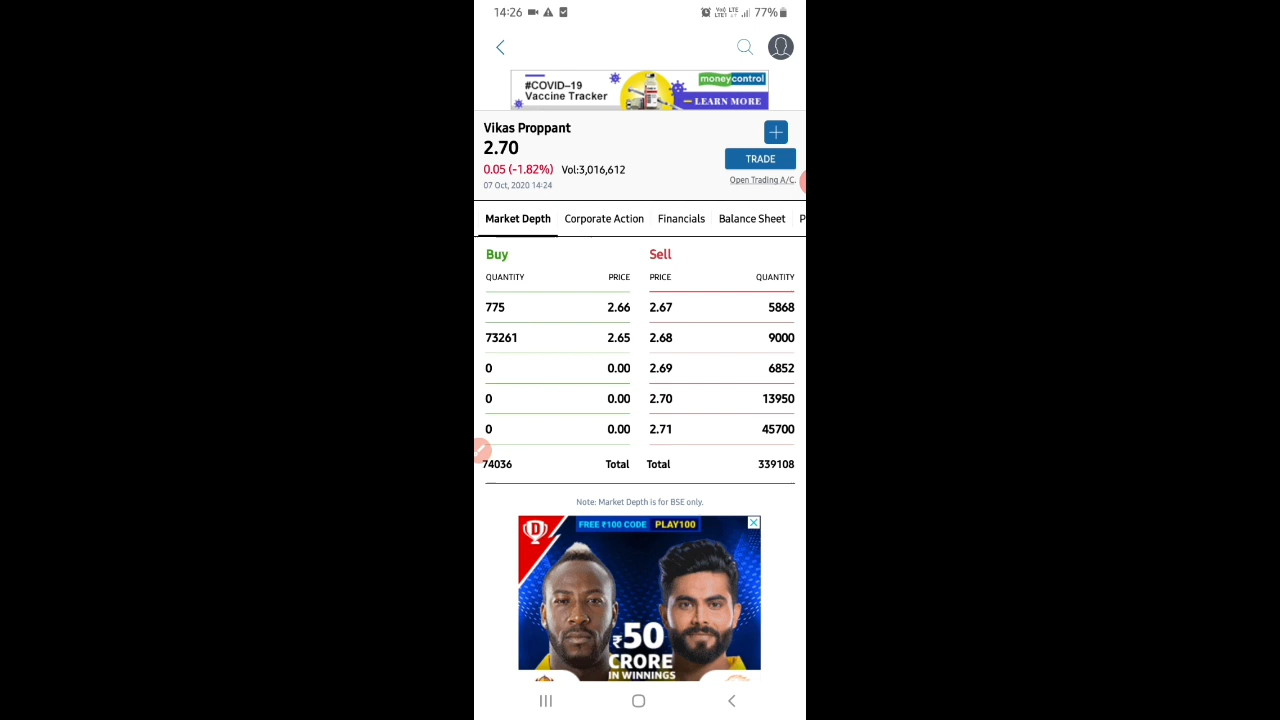 14:26 Vo) LTE LTE1 77%
#COVID–19
Vaccine Tracker
moneycontrol
LEARN MORE
Vikas Proppant
2.70
0.05 (-1.82%) Vol:3,016,612
07 Oct, 2020 14:24
TRADE
Open Trading A/C.
Market Depth Corporate Action Financials Balance Sheet P
Buy Sell
QUANTITY PRICE PRICE QUANTITY
775 2.66 2.67 5868
73261 2.65 2.68 9000
0 0.00 2.69 6852
0 0.00 2.70 13950
0 0.00 2.71 45700
74036 Total Total 339108
Note: Market Depth is for BSE only.
D
FREE ₹100 CODE PLAY100
₹50
CRORE
IN WINNINGS